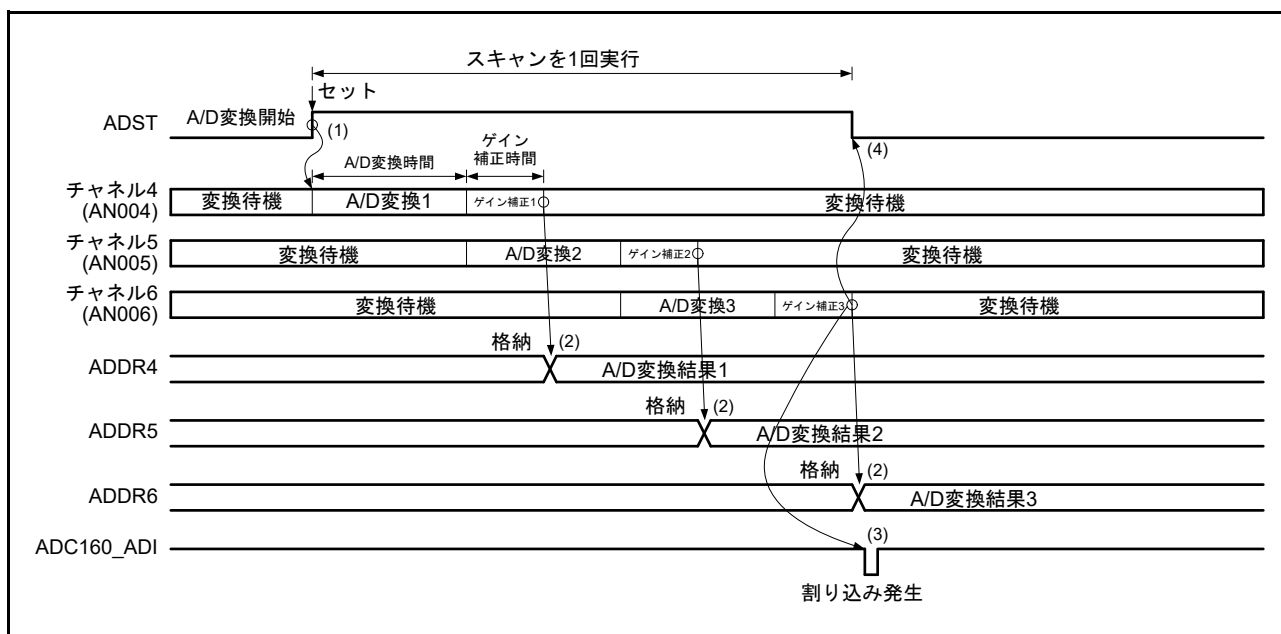 スキャンを1回実行
セット
ADST
A/D変換開始
(1)
(4)
A/D変換時間
ゲイン
補正時間
チャネル4
(AN004)
変換待機
A/D変換1
ゲイン補正1
変換待機
チャネル5
(AN005)
変換待機
A/D変換2
ゲイン補正2
変換待機
チャネル6
(AN006)
変換待機
A/D変換3
ゲイン補正3
変換待機
格納
(2)
ADDR4
A/D変換結果1
格納
(2)
ADDR5
A/D変換結果2
格納
(2)
ADDR6
A/D変換結果3
ADC160_ADI
(3)
割り込み発生